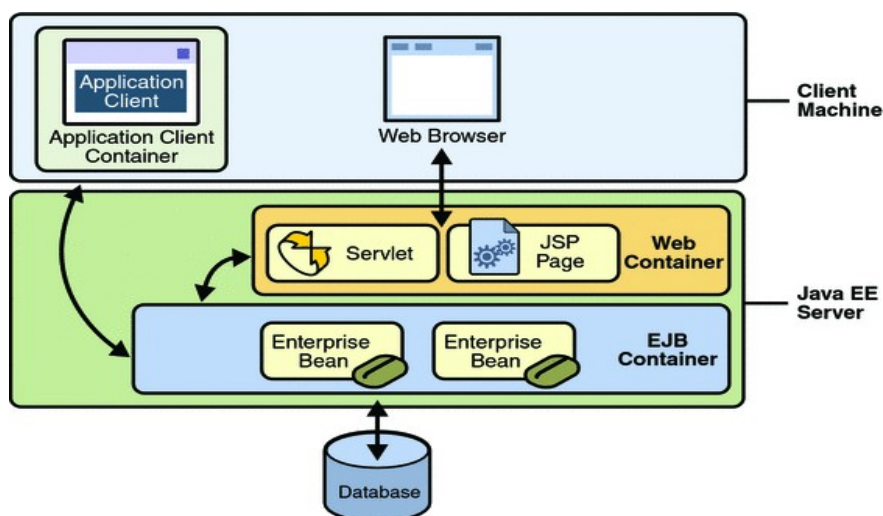 Application
Client
Application Client
Container
Web Browser
Client
Machine
Servlet
JSP
Page
Web
Container
Java EE
Server
Enterprise
Bean
Enterprise
Bean
EJB
Container
Database